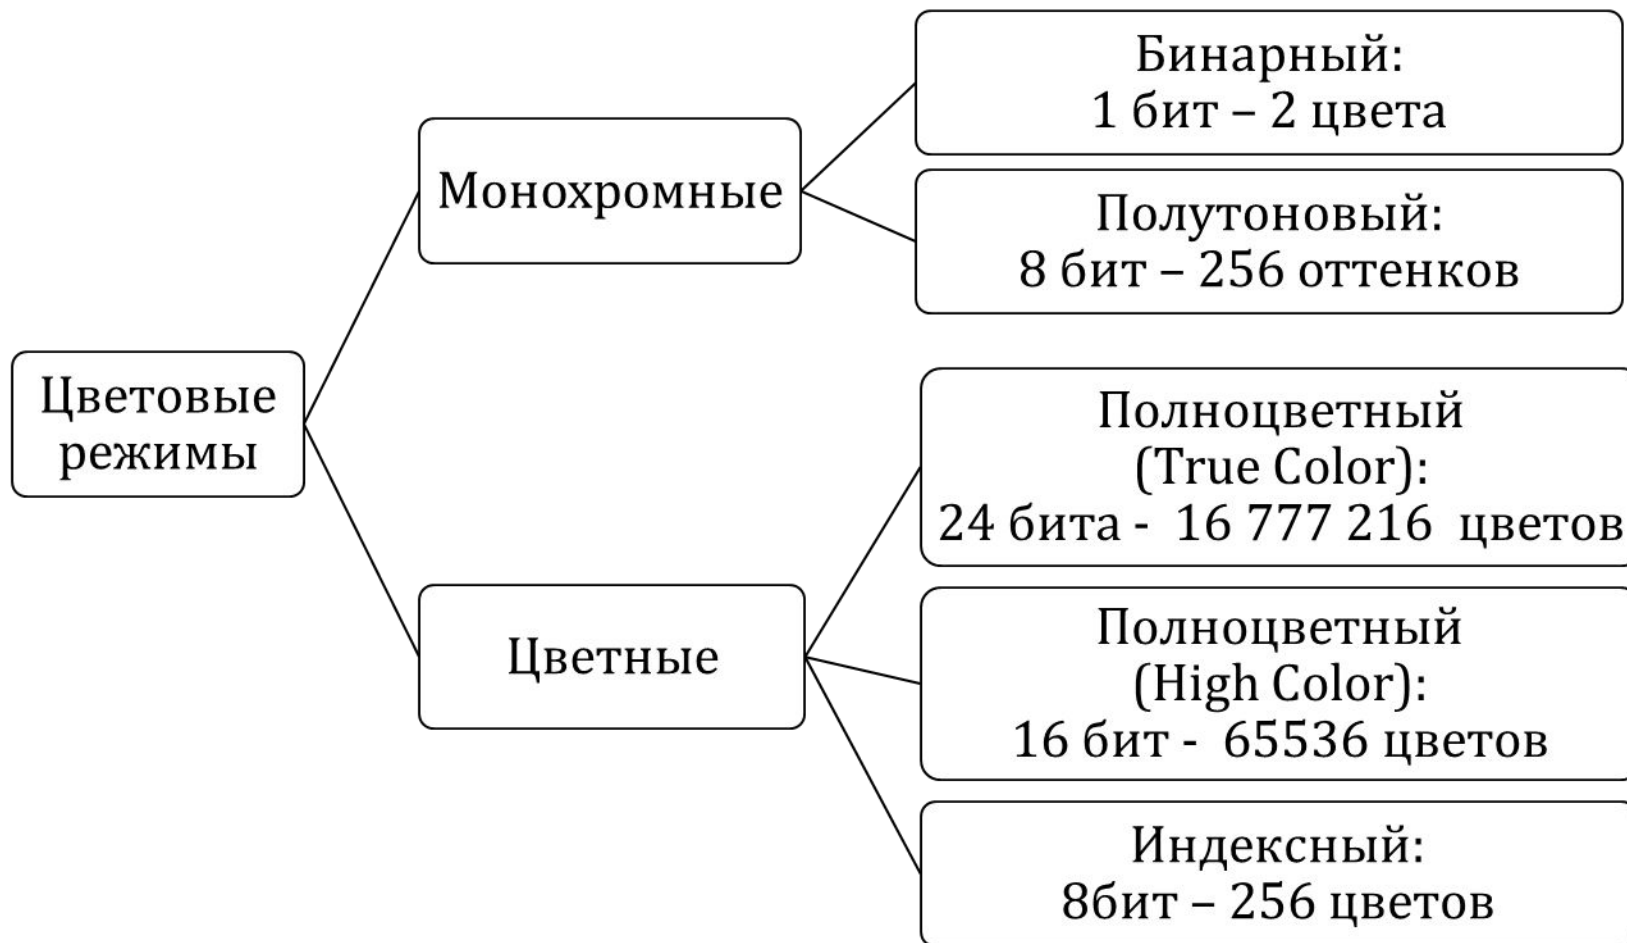 Цветовые
режимы
Монохромные
Бинарный:
1 бит – 2 цвета
Полутоновый:
8 бит – 256 оттенков
Цветные
Полноцветный
(True Color):
24 бита -  16 777 216  цветов
Полноцветный
(High Color):
16 бит -  65536 цветов
Индексный:
8бит – 256 цветов